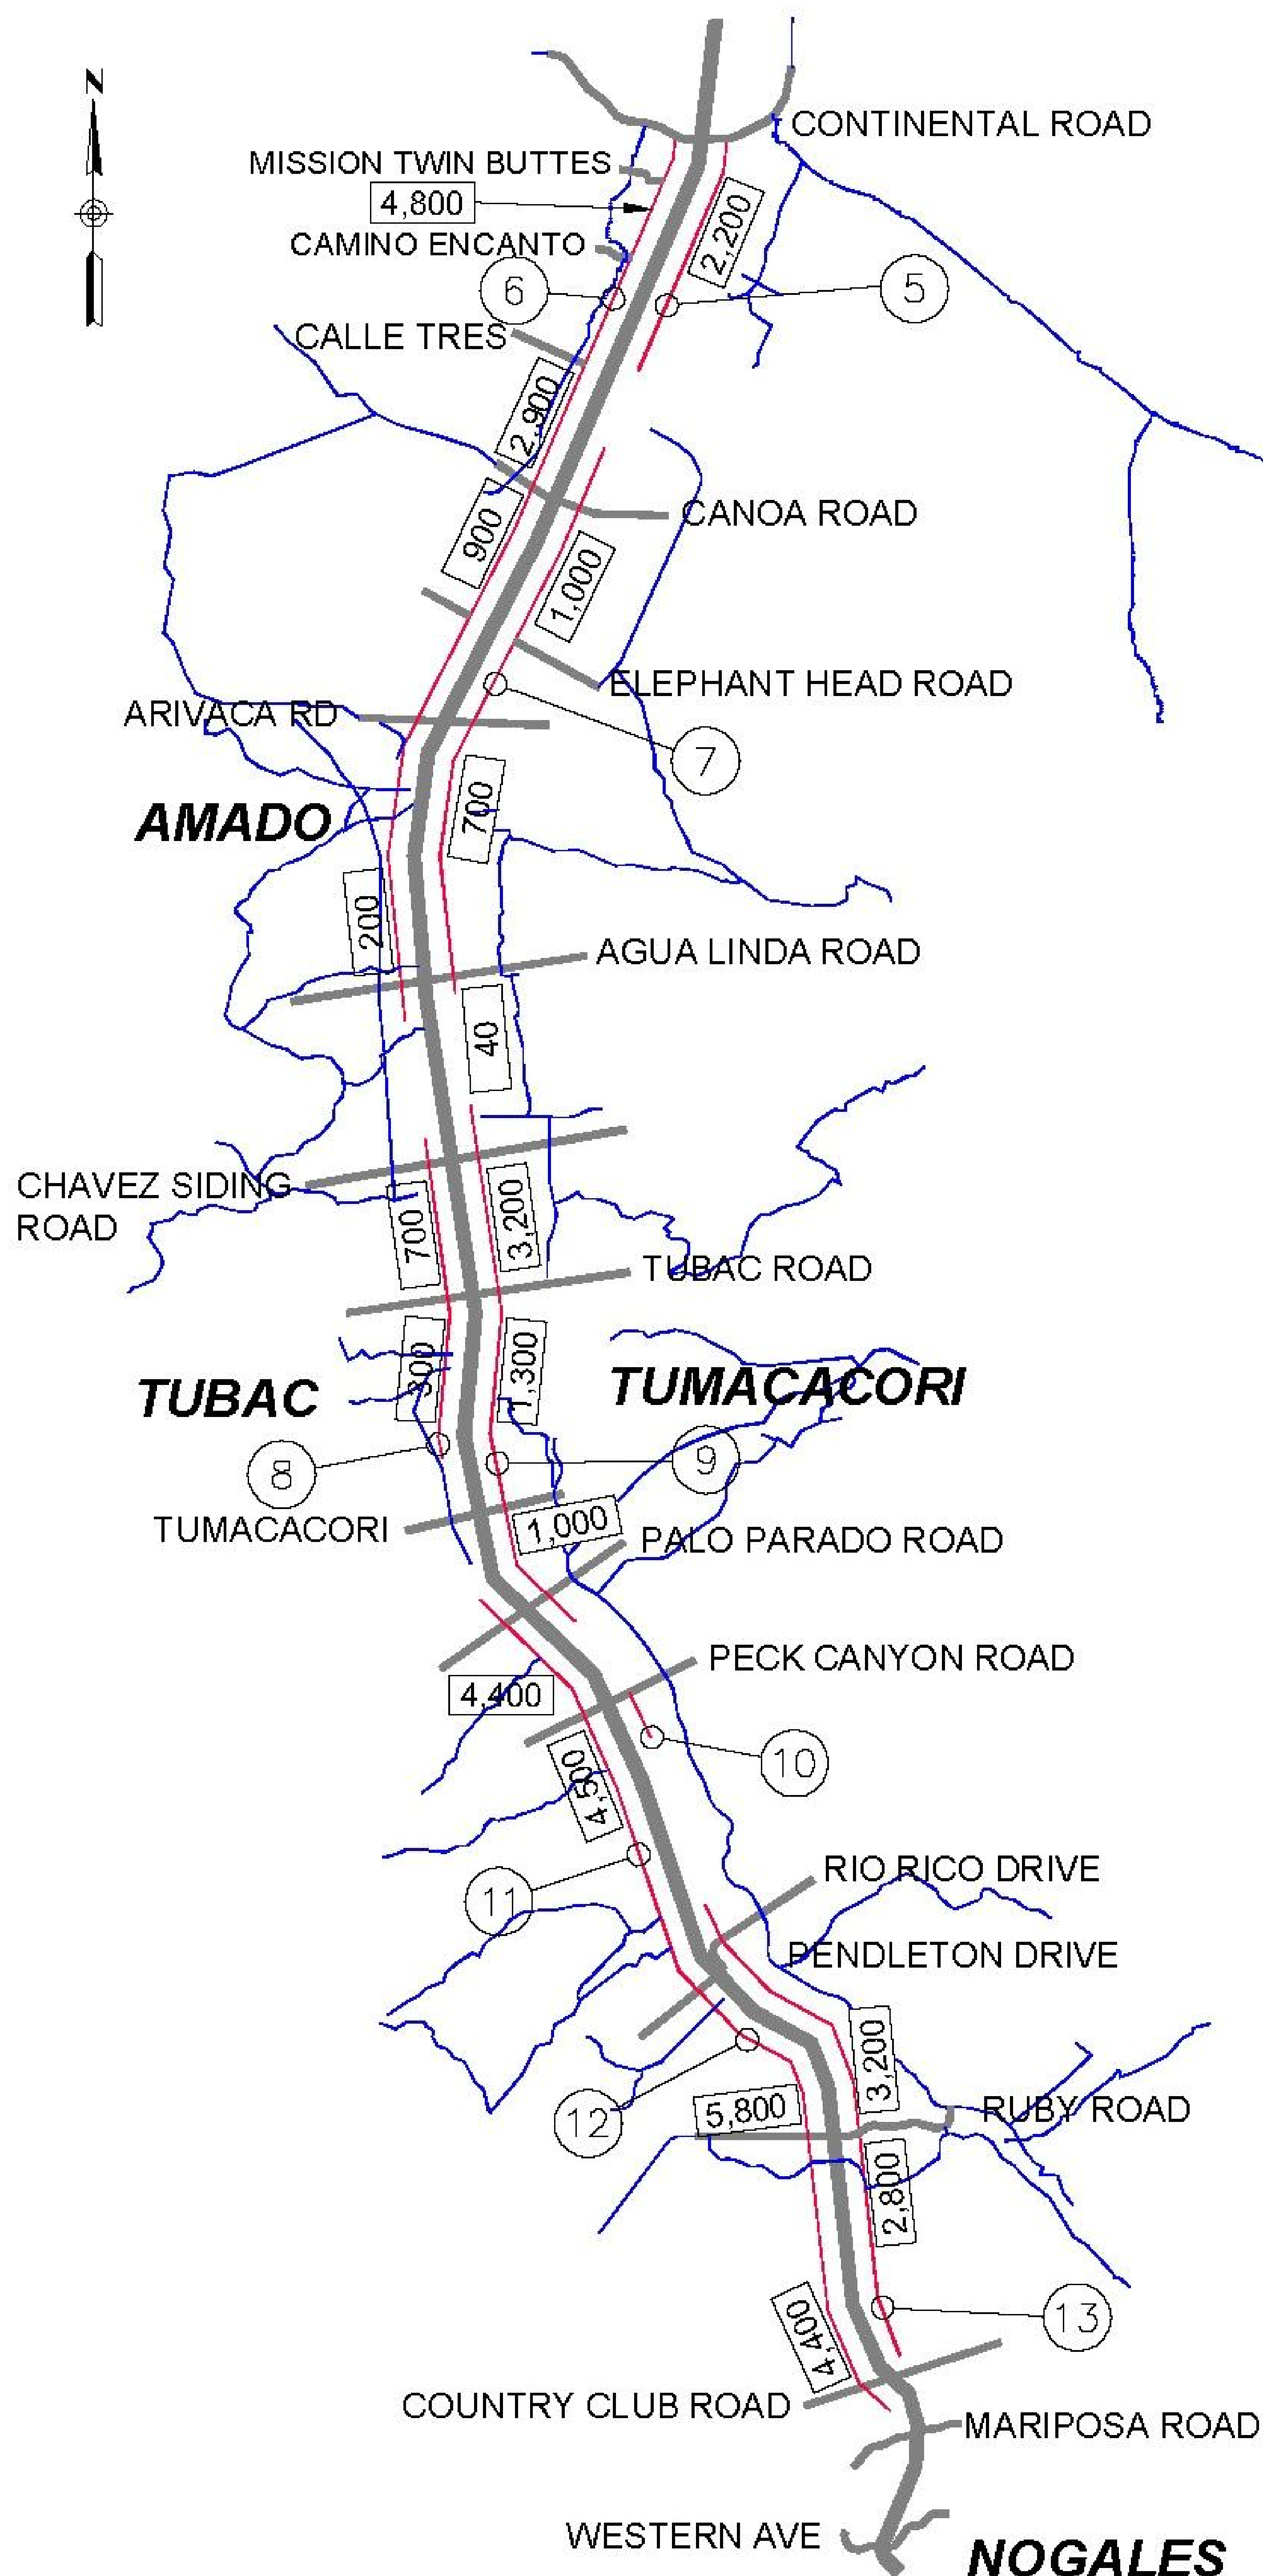 N
CONTINENTAL ROAD
MISSION TWIN BUTTES
4,800
2,200
CAMINO ENCANTO
6
5
CALLE TRES
2,900
900
CANOA ROAD
1,000
ELEPHANT HEAD ROAD
ARIVACA RD
7
700
AMADO
200
AGUA LINDA ROAD
40
CHAVEZ SIDING
ROAD
700
3,200
TUBAC ROAD
300
1,300
TUBAC
TUMACACORI
8
9
TUMACACORI
1,000
PALO PARADO ROAD
PECK CANYON ROAD
4,400
4,500
10
RIO RICO DRIVE
11
PENDLETON DRIVE
3,200
12
5,800
RUBY ROAD
2,800
13
4,400
COUNTRY CLUB ROAD
MARIPOSA ROAD
WESTERN AVE
NOGALES